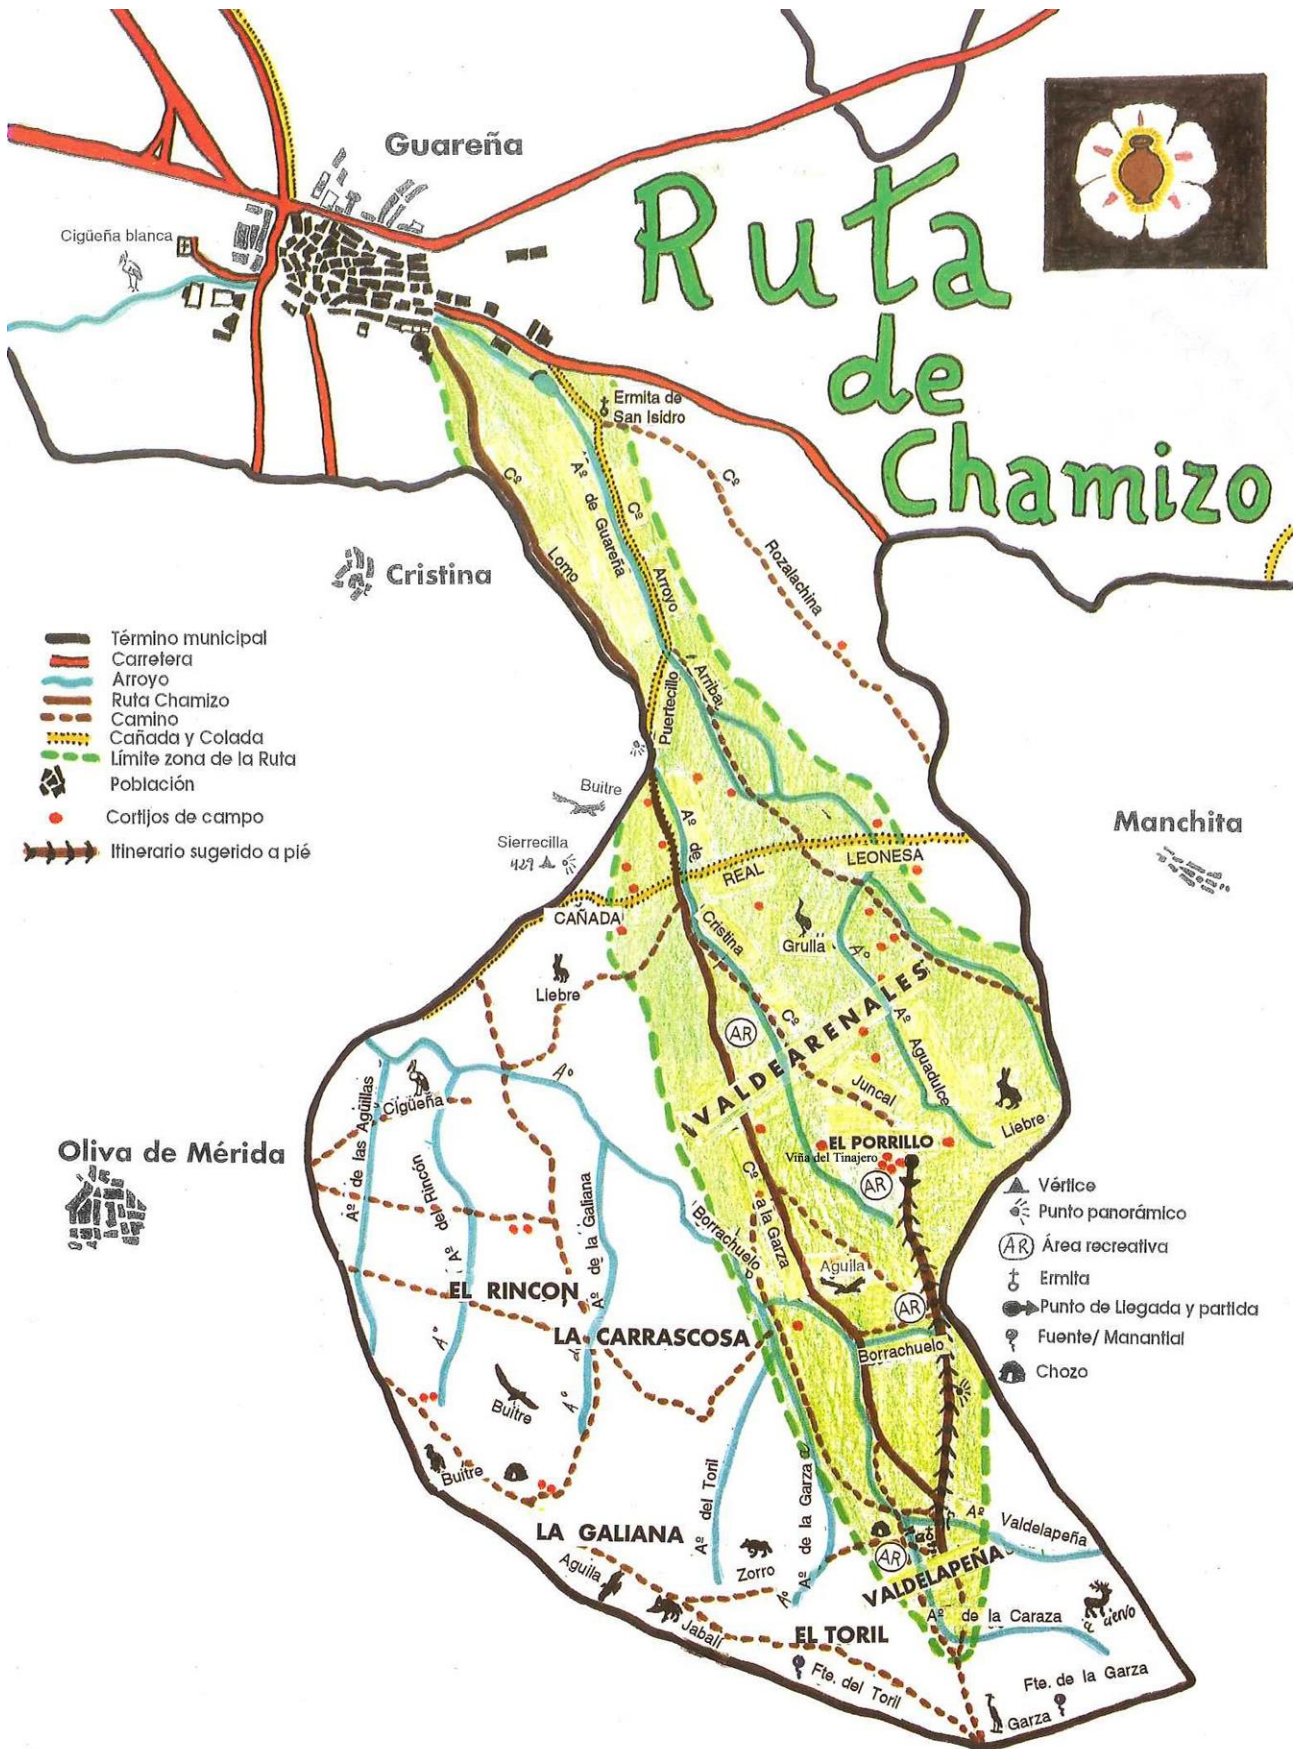 Guareña
Ruta
de
Chamizo
Cigüeña blanca
Ermita de
San Isidro
Cº
Aº de Guareña
Cº
Cº
Lomo
Arroyo
Rozalachina
Cristina
Término municipal
Carretera
Arroyo
Ruta Chamizo
Camino
Cañada y Colada
Límite zona de la Ruta
Población
Cortijos de campo
Itinerario sugerido a pié
Arriba
Puertecillo
Buitre
Sierrecilla
429
Aº de
Manchita
LEONESA
REAL
CAÑADA
Cristina
Grulla
Aº
Liebre
Cº
Aº
Aguadulce
IVALDEARENALES
AR
Juncal
Aº
Cigüeña
Aº de las Agüillas
Liebre
EL PORRILLO
Viña del Tinajero
AR
Oliva de Mérida
Aº del Rincón
Aº de la Galiana
Cº a la Garza
Borrachuelo
Vértice
Punto panorámico
AR Área recreativa
Ermita
Punto de Llegada y partida
Fuente/ Manantial
Chozo
Aguila
EL RINCON
AR
LA CARRASCOSA
Borrachuelo
Aº
Buitre
Aº
Buitre
Aº del Toril
Aº de la Garza
LA GALIANA
Aº Valdelapeña
AR
VALDELAPEÑA
Zorro
Aguila
Aº
Jabalí
Aº de la Caraza
ciervo
EL TORIL
Fte. del Toril
Fte. de la Garza
Garza